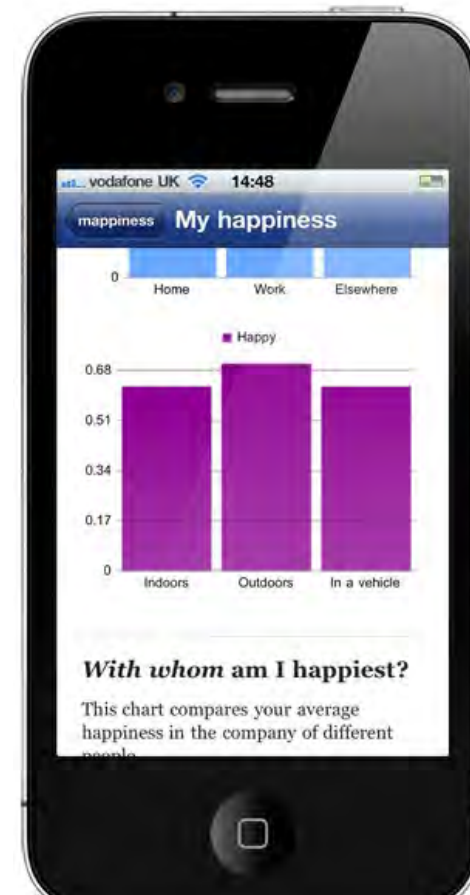 vodafone UK 14:48
mappiness My happiness
0
Home Work Elsewhere
Happy
0.68
0.51
0.34
0.17
0
Indoors Outdoors In a vehicle
With whom am I happiest?
This chart compares your average
happiness in the company of different
people